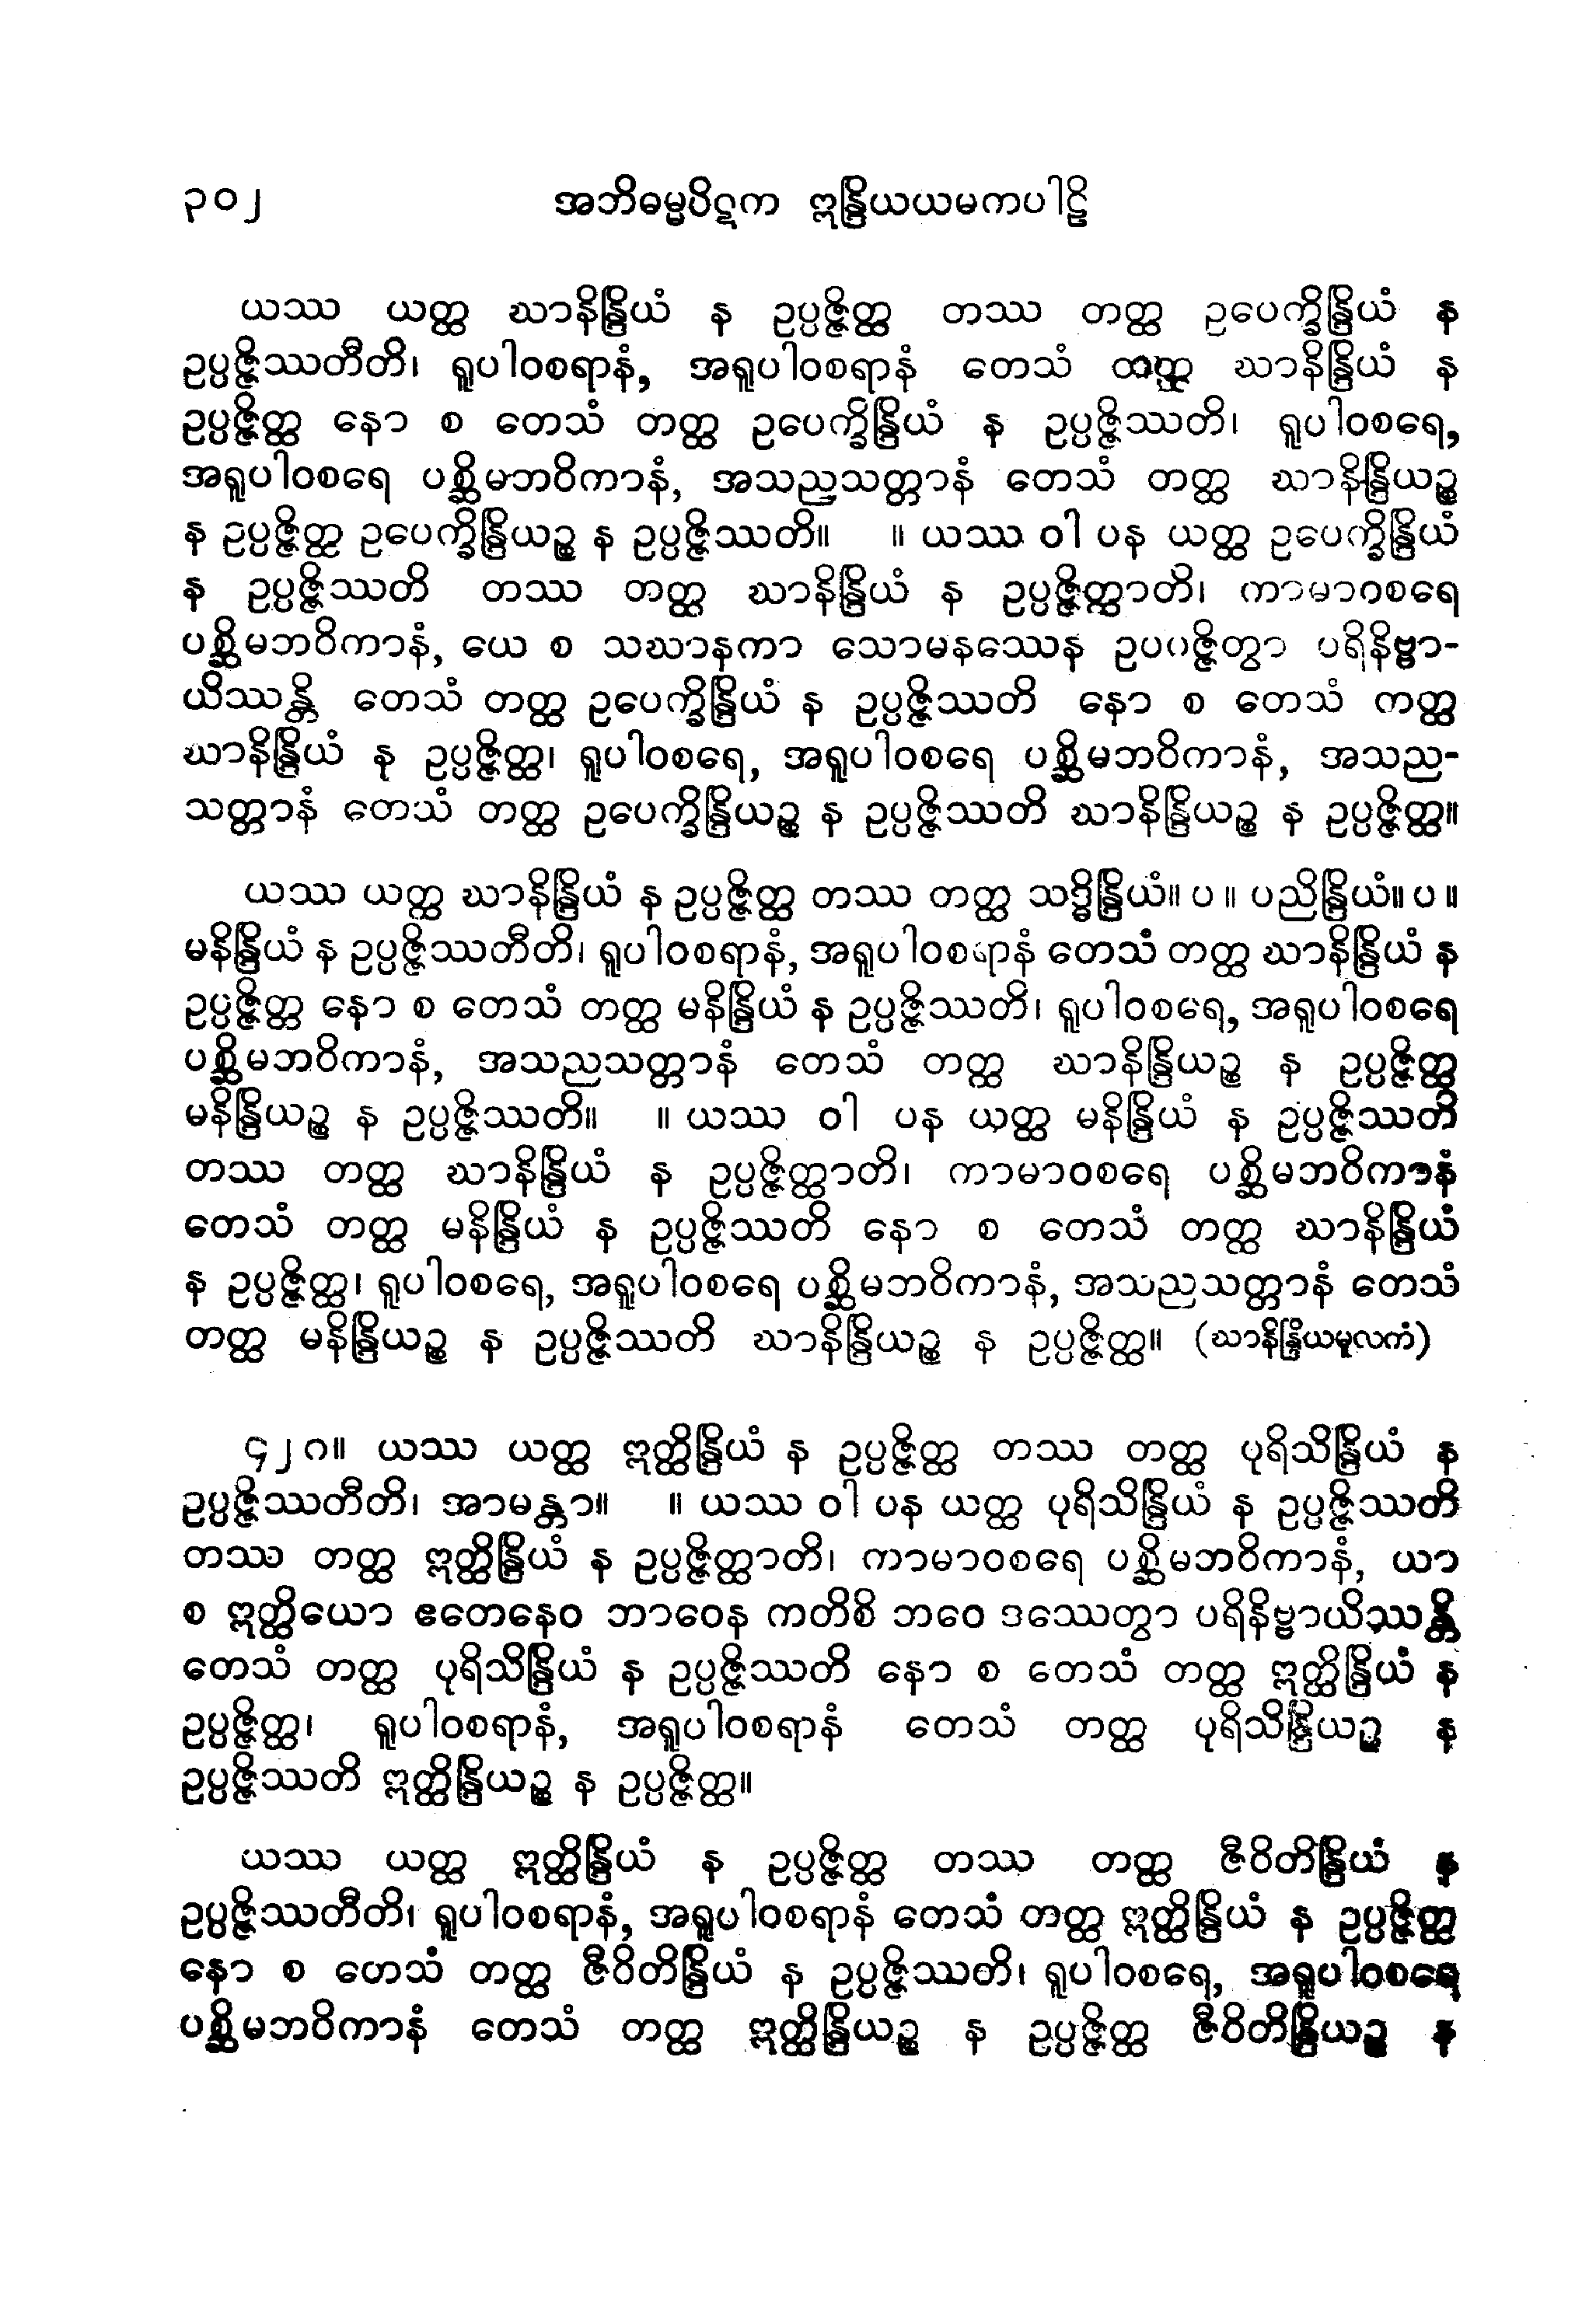 ၃၀၂ အဘိဓမ္မပိဋက ဣန္ဒြိယယမကပါဠိ
ယဿ ယတ္ထ ဃာနိန္ဒြိယံ န ဥပ္ပဇ္ဇိတ္ထ တဿ တတ္ထ ဥပေက္ခိန္ဒြိယံ န
ဥပ္ပဇ္ဇိဿတီတိ၊ ရူပါဝစရာနံ, အရူပါဝစရာနံ တေသံ တတ္ထ ဃာနိန္ဒြိယံ န
ဥပ္ပဇ္ဇိတ္ထ နော စ တေသံ တတ္ထ ဥပေက္ခိန္ဒြိယံ န ဥပ္ပဇ္ဇိဿတိ၊ ရူပါဝစရေ,
အရူပါဝစရေ ပစ္ဆိမဘဝိကာနံ, အသညသတ္တာနံ တေသံ တတ္ထ ဃာနိန္ဒြိယဉ္စ
န ဥပ္ပဇ္ဇိတ္ထ ဥပေက္ခိန္ဒြိယဉ္စ န ဥပ္ပဇ္ဇိဿတိ။ ။ ယဿ ဝါ ပန ယတ္ထ ဥပေက္ခိန္ဒြိယံ
န ဥပ္ပဇ္ဇိဿတိ တဿ တတ္ထ ဃာနိန္ဒြိယံ န ဥပ္ပဇ္ဇိတ္ထာတိ၊ ကာမာဝစရေ
ပစ္ဆိမဘဝိကာနံ, ယေ စ သဃာနကာ သောမနဿေန ဥပပဇ္ဇိတွာ ပရိနိဗ္ဗာ-
ယိဿန္တိ တေသံ တတ္ထ ဥပေက္ခိန္ဒြိယံ န ဥပ္ပဇ္ဇိဿတိ နော စ တေသံ တတ္ထ
ဃာနိန္ဒြိယံ န ဥပ္ပဇ္ဇိတ္ထ၊ ရူပါဝစရေ, အရူပါဝစရေ ပစ္ဆိမဘဝိကာနံ, အသည-
သတ္တာနံ တေသံ တတ္ထ ဥပေက္ခိန္ဒြိယဉ္စ န ဥပ္ပဇ္ဇိဿတိ ဃာနိန္ဒြိယဉ္စ န ဥပ္ပဇ္ဇိတ္ထ။
ယဿ ယတ္ထ ဃာနိန္ဒြိယံ န ဥပ္ပဇ္ဇိတ္ထ တဿ တတ္ထ သဒ္ဓိန္ဒြိယံ။ ပ ။ ပညိန္ဒြိယံ။ ပ ။
မနိန္ဒြိယံ န ဥပ္ပဇ္ဇိဿတီတိ၊ ရူပါဝစရာနံ, အရူပါဝစရာနံ တေသံ တတ္ထ ဃာနိန္ဒြိယံ န
ဥပ္ပဇ္ဇိတ္ထ နော စ တေသံ တတ္ထ မနိန္ဒြိယံ န ဥပ္ပဇ္ဇိဿတိ၊ ရူပါဝစရေ, အရူပါဝစရေ
ပစ္ဆိမဘဝိကာနံ, အသညသတ္တာနံ တေသံ တတ္ထ ဃာနိန္ဒြိယဉ္စ န ဥပ္ပဇ္ဇိတ္ထ
မနိန္ဒြိယဉ္စ န ဥပ္ပဇ္ဇိဿတိ။ ။ ယဿ ဝါ ပန ယတ္ထ မနိန္ဒြိယံ န ဥပ္ပဇ္ဇိဿတိ
တဿ တတ္ထ ဃာနိန္ဒြိယံ န ဥပ္ပဇ္ဇိတ္ထာတိ၊ ကာမာဝစရေ ပစ္ဆိမဘဝိကာနံ
တေသံ တတ္ထ မနိန္ဒြိယံ န ဥပ္ပဇ္ဇိဿတိ နော စ တေသံ တတ္ထ ဃာနိန္ဒြိယံ
န ဥပ္ပဇ္ဇိတ္ထ၊ ရူပါဝစရေ, အရူပါဝစရေ ပစ္ဆိမဘဝိကာနံ, အသညသတ္တာနံ တေသံ
တတ္ထ မနိန္ဒြိယဉ္စ န ဥပ္ပဇ္ဇိဿတိ ဃာနိန္ဒြိယဉ္စ န ဥပ္ပဇ္ဇိတ္ထ။ (ဃာနိန္ဒြိယမူလကံ)
၄၂၈။ ယဿ ယတ္ထ ဣတ္ထိန္ဒြိယံ န ဥပ္ပဇ္ဇိတ္ထ တဿ တတ္ထ ပုရိသိန္ဒြိယံ န
ဥပ္ပဇ္ဇိဿတီတိ၊ အာမန္တာ။ ။ ယဿ ဝါ ပန ယတ္ထ ပုရိသိန္ဒြိယံ န ဥပ္ပဇ္ဇိဿတိ
တဿ တတ္ထ ဣတ္ထိန္ဒြိယံ န ဥပ္ပဇ္ဇိတ္ထာတိ၊ ကာမာဝစရေ ပစ္ဆိမဘဝိကာနံ, ယာ
စ ဣတ္ထိယော ဧတေနေဝ ဘာဝေန ကတိစိ ဘဝေ ဒဿေတွာ ပရိနိဗ္ဗာယိဿန္တိ
တေသံ တတ္ထ ပုရိသိန္ဒြိယံ န ဥပ္ပဇ္ဇိဿတိ နော စ တေသံ တတ္ထ ဣတ္ထိန္ဒြိယံ န
ဥပ္ပဇ္ဇိတ္ထ၊ ရူပါဝစရာနံ, အရူပါဝစရာနံ တေသံ တတ္ထ ပုရိသိန္ဒြိယဉ္စ န
ဥပ္ပဇ္ဇိဿတိ ဣတ္ထိန္ဒြိယဉ္စ န ဥပ္ပဇ္ဇိတ္ထ။
ယဿ ယတ္ထ ဣတ္ထိန္ဒြိယံ န ဥပ္ပဇ္ဇိတ္ထ တဿ တတ္ထ ဇီဝိတိန္ဒြိယံ န
ဥပ္ပဇ္ဇိဿတီတိ၊ ရူပါဝစရာနံ, အရူပါဝစရာနံ တေသံ တတ္ထ ဣတ္ထိန္ဒြိယံ န ဥပ္ပဇ္ဇိတ္ထ
နော စ တေသံ တတ္ထ ဇီဝိတိန္ဒြိယံ န ဥပ္ပဇ္ဇိဿတိ၊ ရူပါဝစရေ, အရူပါဝစရေ
ပစ္ဆိမဘဝိကာနံ တေသံ တတ္ထ ဣတ္ထိန္ဒြိယဉ္စ န ဥပ္ပဇ္ဇိတ္ထ ဇီဝိတိန္ဒြိယဉ္စ န